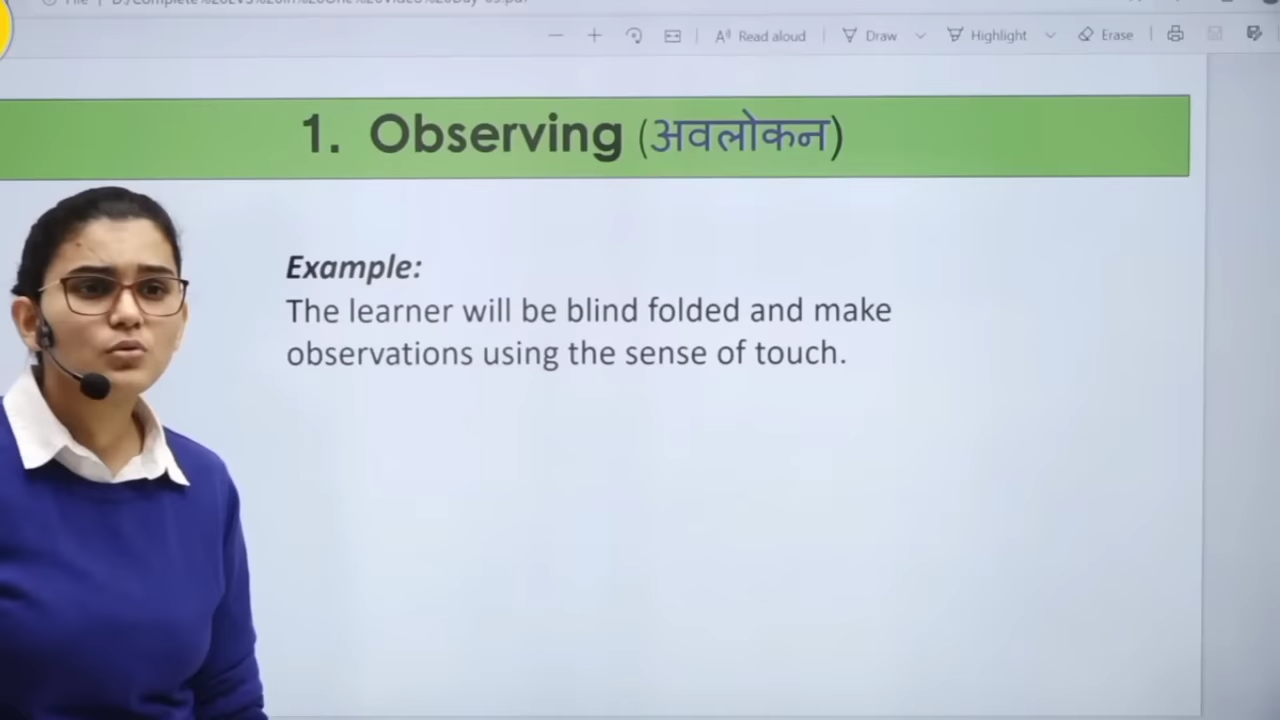 Read aloud
Draw
Highlight
Erase
1. Observing (अवलोकन)
Example:
The learner will be blind folded and make
observations using the sense of touch.